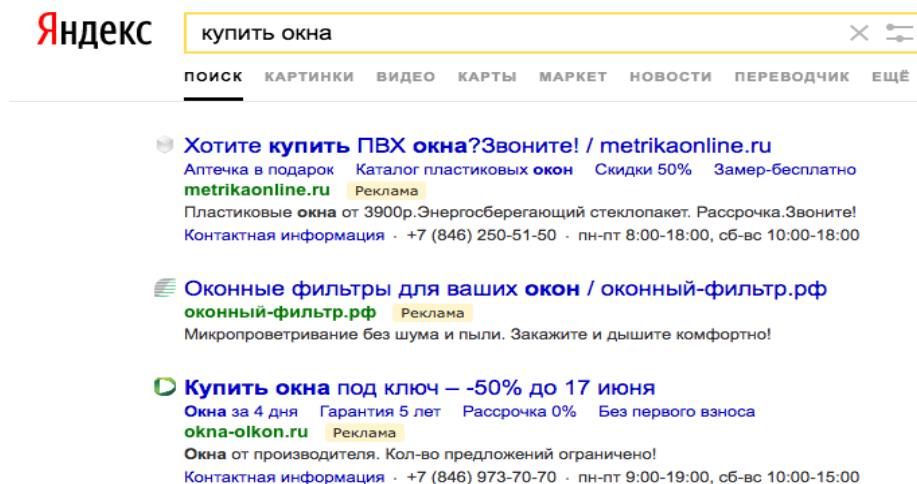 Яндекс купить окна
ПОИСК КАРТИНКИ ВИДЕО КАРТЫ МАРКЕТ НОВОСТИ ПЕРЕВОДЧИК ЕЩЁ
Хотите купить ПВХ окна?Звоните! / metrikaonline.ru
Аптечка в подарок Каталог пластиковых окон Скидки 50% Замер-бесплатно
metrikaonline.ru Реклама
Пластиковые окна от 3900р.Энергосберегающий стеклопакет. Рассрочка.Звоните!
Контактная информация · +7 (846) 250-51-50 · пн-пт 8:00-18:00, сб-вс 10:00-18:00
Оконные фильтры для ваших окон / оконный-фильтр.рф
оконный-фильтр.рф Реклама
Микропроветривание без шума и пыли. Закажите и дышите комфортно!
Купить окна под ключ – -50% до 17 июня
Окна за 4 дня Гарантия 5 лет Рассрочка 0% Без первого взноса
okna-olkon.ru Реклама
Окна от производителя. Кол-во предложений ограничено!
Контактная информация · +7 (846) 973-70-70 · пн-пт 9:00-19:00, сб-вс 10:00-15:00